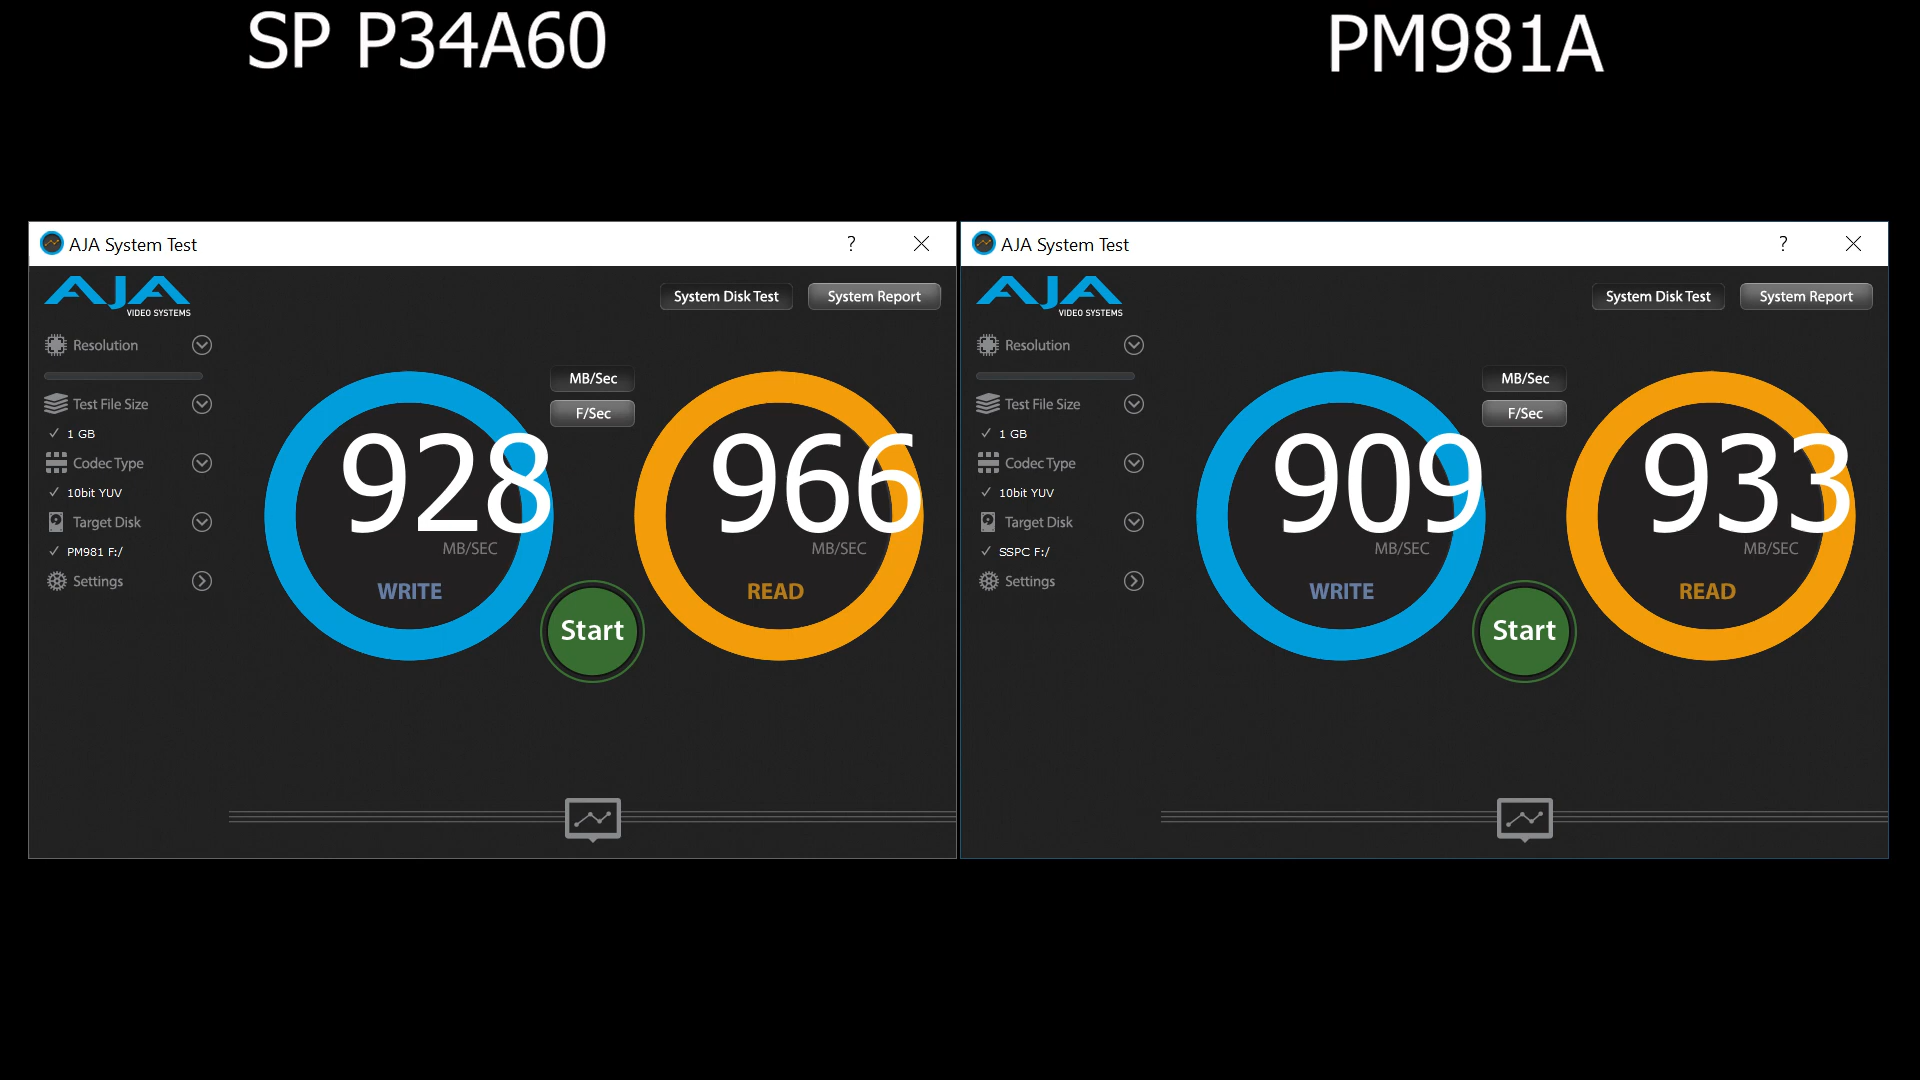 SP P34A60
PM981A
AJA System Test
?
AJA
VIDEO SYSTEMS
System Disk Test
System Report
Resolution
Test File Size
1 GB
Codec Type
10bit YUV
Target Disk
PM981 F:/
Settings
MB/Sec
F/Sec
928
MB/SEC
WRITE
966
MB/SEC
READ
Start
AJA System Test
?
AJA
VIDEO SYSTEMS
System Disk Test
System Report
Resolution
Test File Size
1 GB
Codec Type
10bit YUV
Target Disk
SSPC F:/
Settings
MB/Sec
F/Sec
909
MB/SEC
WRITE
933
MB/SEC
READ
Start